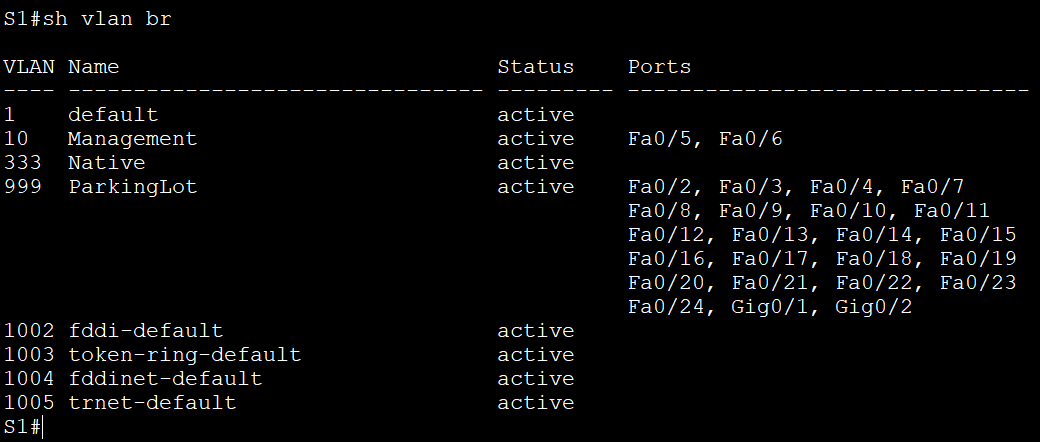 S1#sh vlan br
VLAN Name                             Status    Ports
---- -------------------------------- --------- -------------------------------
1    default                          active
10   Management                       active    Fa0/5, Fa0/6
333  Native                           active
999  ParkingLot                       active    Fa0/2, Fa0/3, Fa0/4, Fa0/7
                                                Fa0/8, Fa0/9, Fa0/10, Fa0/11
                                                Fa0/12, Fa0/13, Fa0/14, Fa0/15
                                                Fa0/16, Fa0/17, Fa0/18, Fa0/19
                                                Fa0/20, Fa0/21, Fa0/22, Fa0/23
                                                Fa0/24, Gig0/1, Gig0/2
1002 fddi-default                     active
1003 token-ring-default               active
1004 fddinet-default                  active
1005 trnet-default                    active
S1#